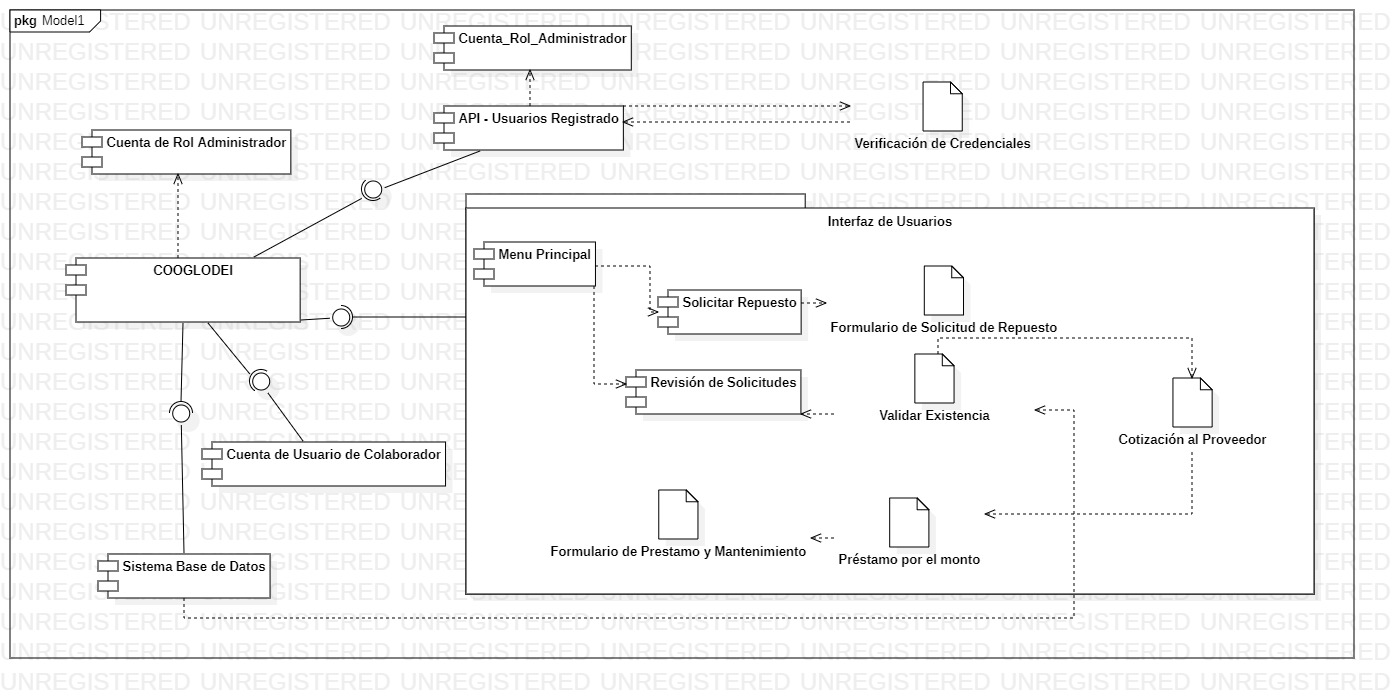 pkg Model1
Cuenta_Rol_Administrador
API - Usuarios Registrado
Verificación de Credenciales
Cuenta de Rol Administrador
COOGLODEI
Interfaz de Usuarios
Menu Principal
Solicitar Repuesto
Formulario de Solicitud de Repuesto
Revisión de Solicitudes
Validar Existencia
Cotización al Proveedor
Cuenta de Usuario de Colaborador
Formulario de Prestamo y Mantenimiento
Préstamo por el monto
Sistema Base de Datos
UNREGISTERED